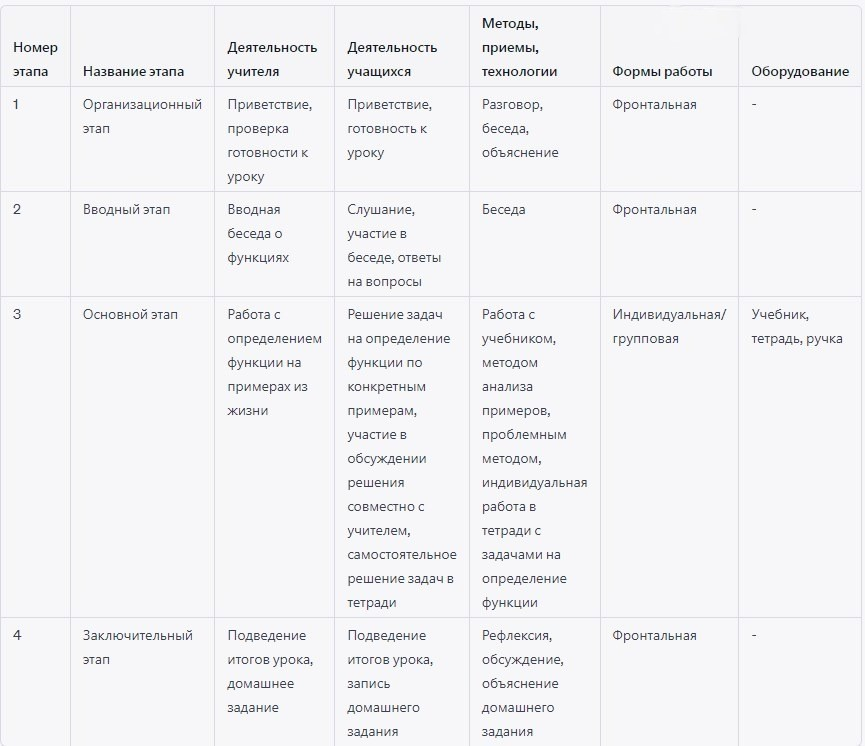 Номер этапа
Название этапа
Деятельность учителя
Деятельность учащихся
Методы, приемы, технологии
Формы работы
Оборудование
1
Организационный
этап
Приветствие,
проверка
готовности к
уроку
Приветствие,
готовность к
уроку
Разговор,
беседа,
объяснение
Фронтальная
-
2
Вводный этап
Вводная
беседа о
функциях
Слушание,
участие в
беседе, ответы
на вопросы
Беседа
Фронтальная
-
3
Основной этап
Работа с
определением
функции на
примерах из
жизни
Решение задач
на определение
функции по
конкретным
примерам,
участие в
обсуждении
решения
совместно с
учителем,
самостоятельное
решение задач в
тетради
Работа с
учебником,
методом
анализа
примеров,
проблемным
методом,
индивидуальная
работа в
тетради с
задачами на
определение
функции
Индивидуальная/
групповая
Учебник,
тетрадь, ручка
4
Заключительный
этап
Подведение
итогов урока,
домашнее
задание
Подведение
итогов урока,
запись
домашнего
задания
Рефлексия,
обсуждение,
объяснение
домашнего
задания
Фронтальная
-